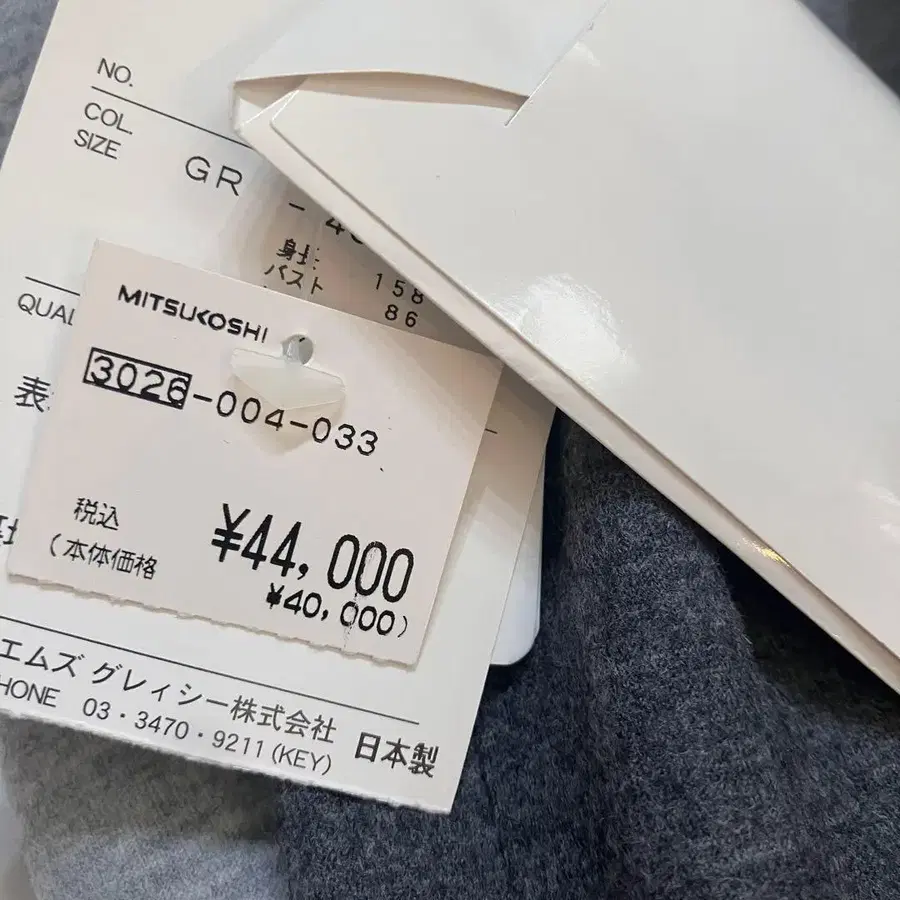 NO.
COL.
SIZE
GR
身長 158
バスト 86
QUAL
表
MITSUKOSHI
3026-004-033
税込 ¥44,000
(本体価格 ¥40,000)
エムズ グレィシー株式会社
HONE 03・3470・9211 (KEY)
日本製